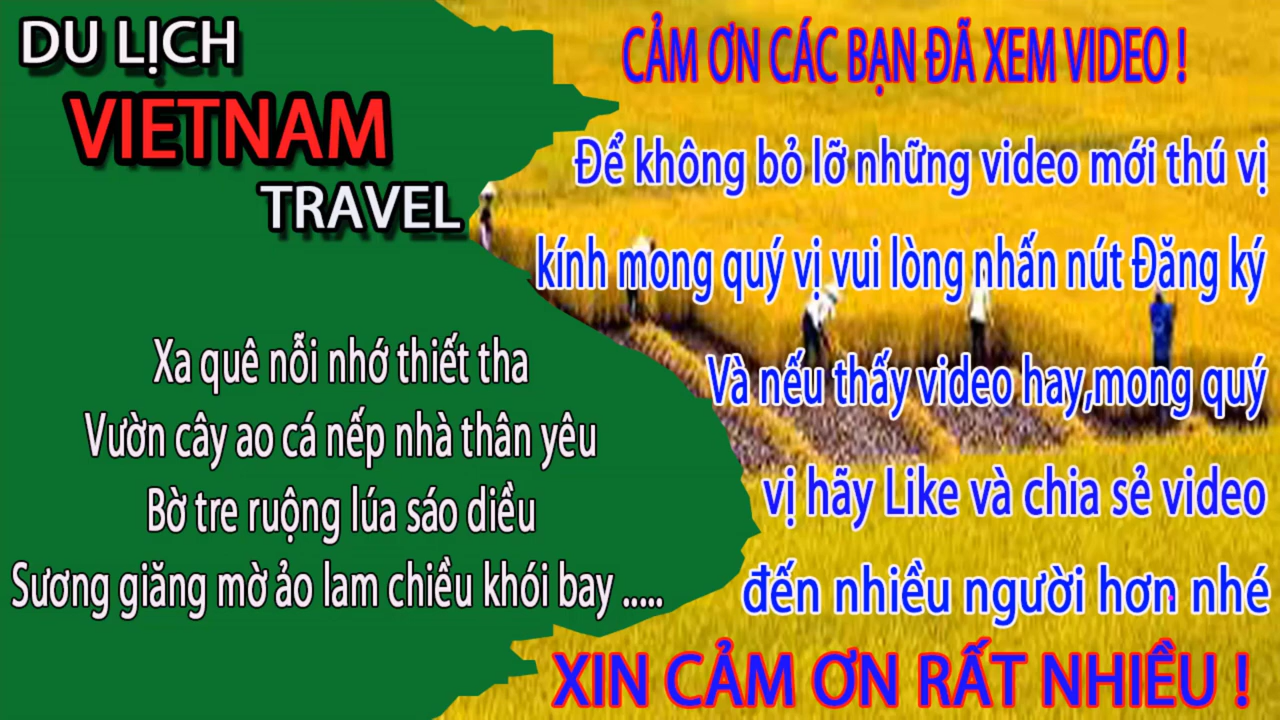 DU LỊCH
VIETNAM
TRAVEL
Xa quê nỗi nhớ thiết tha
Vườn cây ao cá nếp nhà thân yêu
Bờ tre ruộng lúa sáo diều
Sương giăng mờ ảo lam chiều khói bay .....
CẢM ƠN CÁC BẠN ĐÃ XEM VIDEO !
Để không bỏ lỡ những video mới thú vị
kính mong quý vị vui lòng nhấn nút Đăng ký
Và nếu thấy video hay,mong quý
vị hãy Like và chia sẻ video
đến nhiều người hơn nhé
XIN CẢM ƠN RẤT NHIỀU !